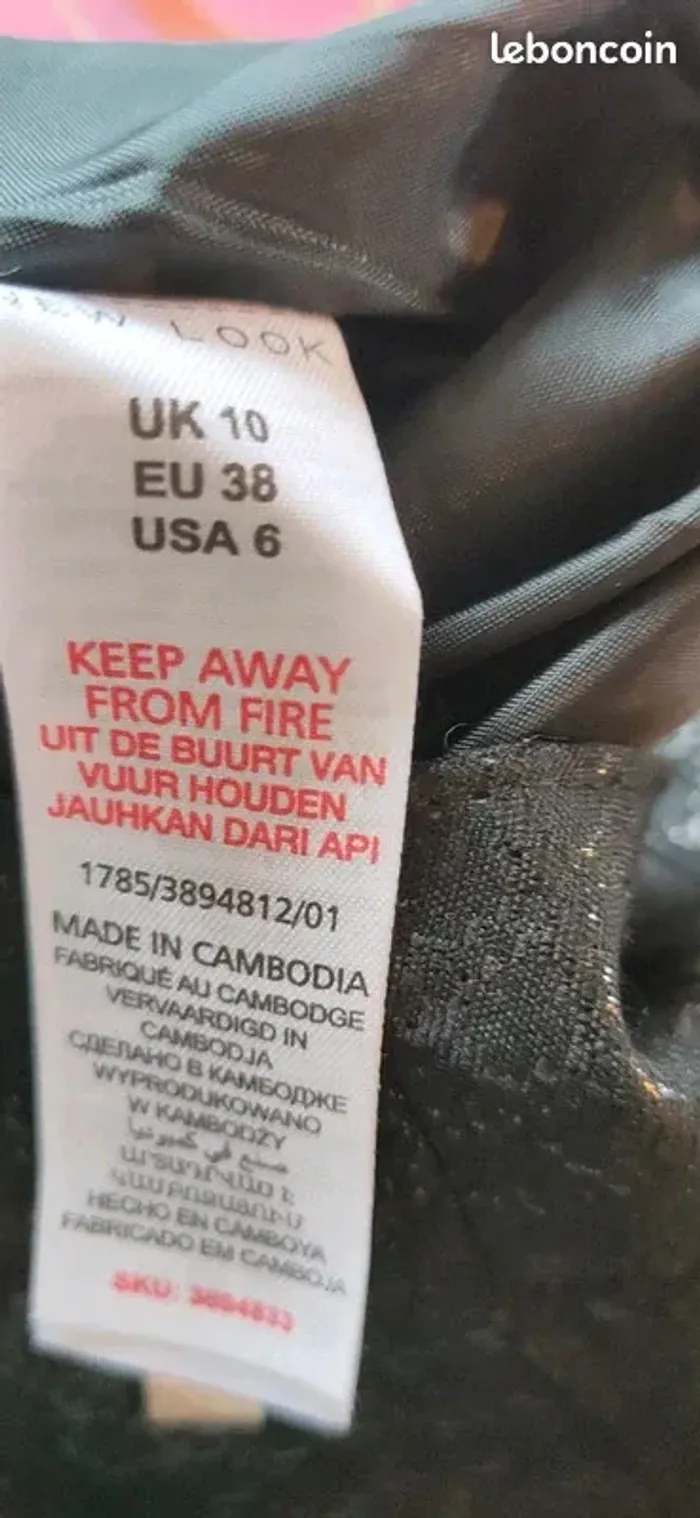 leboncoin
NEW LOOK
UK 10
EU 38
USA 6
KEEP AWAY
FROM FIRE
UIT DE BUURT VAN
VUUR HOUDEN
JAUHKAN DARI API
1785/3894812/01
MADE IN CAMBODIA
FABRIQUÉ AU CAMBODGE
VERVAARDIGD IN
CAMBODJA
СДЕЛАНО В КАМБОДЖЕ
WYPRODUKOWANO
W KAMBODŻY
صنع في كمبوديا
HECHO EN CAMBOYA
FABRICADO EM CAMBOJA
SKU: